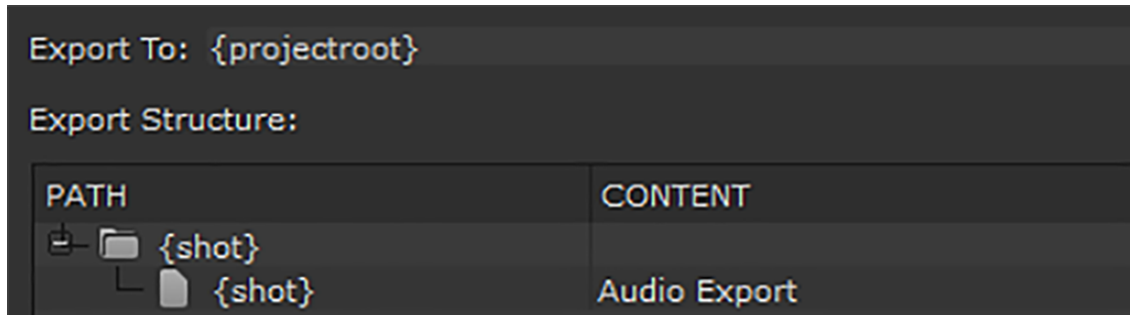 Export To: {projectroot}
Export Structure:
PATH CONTENT
{shot}
{shot} Audio Export